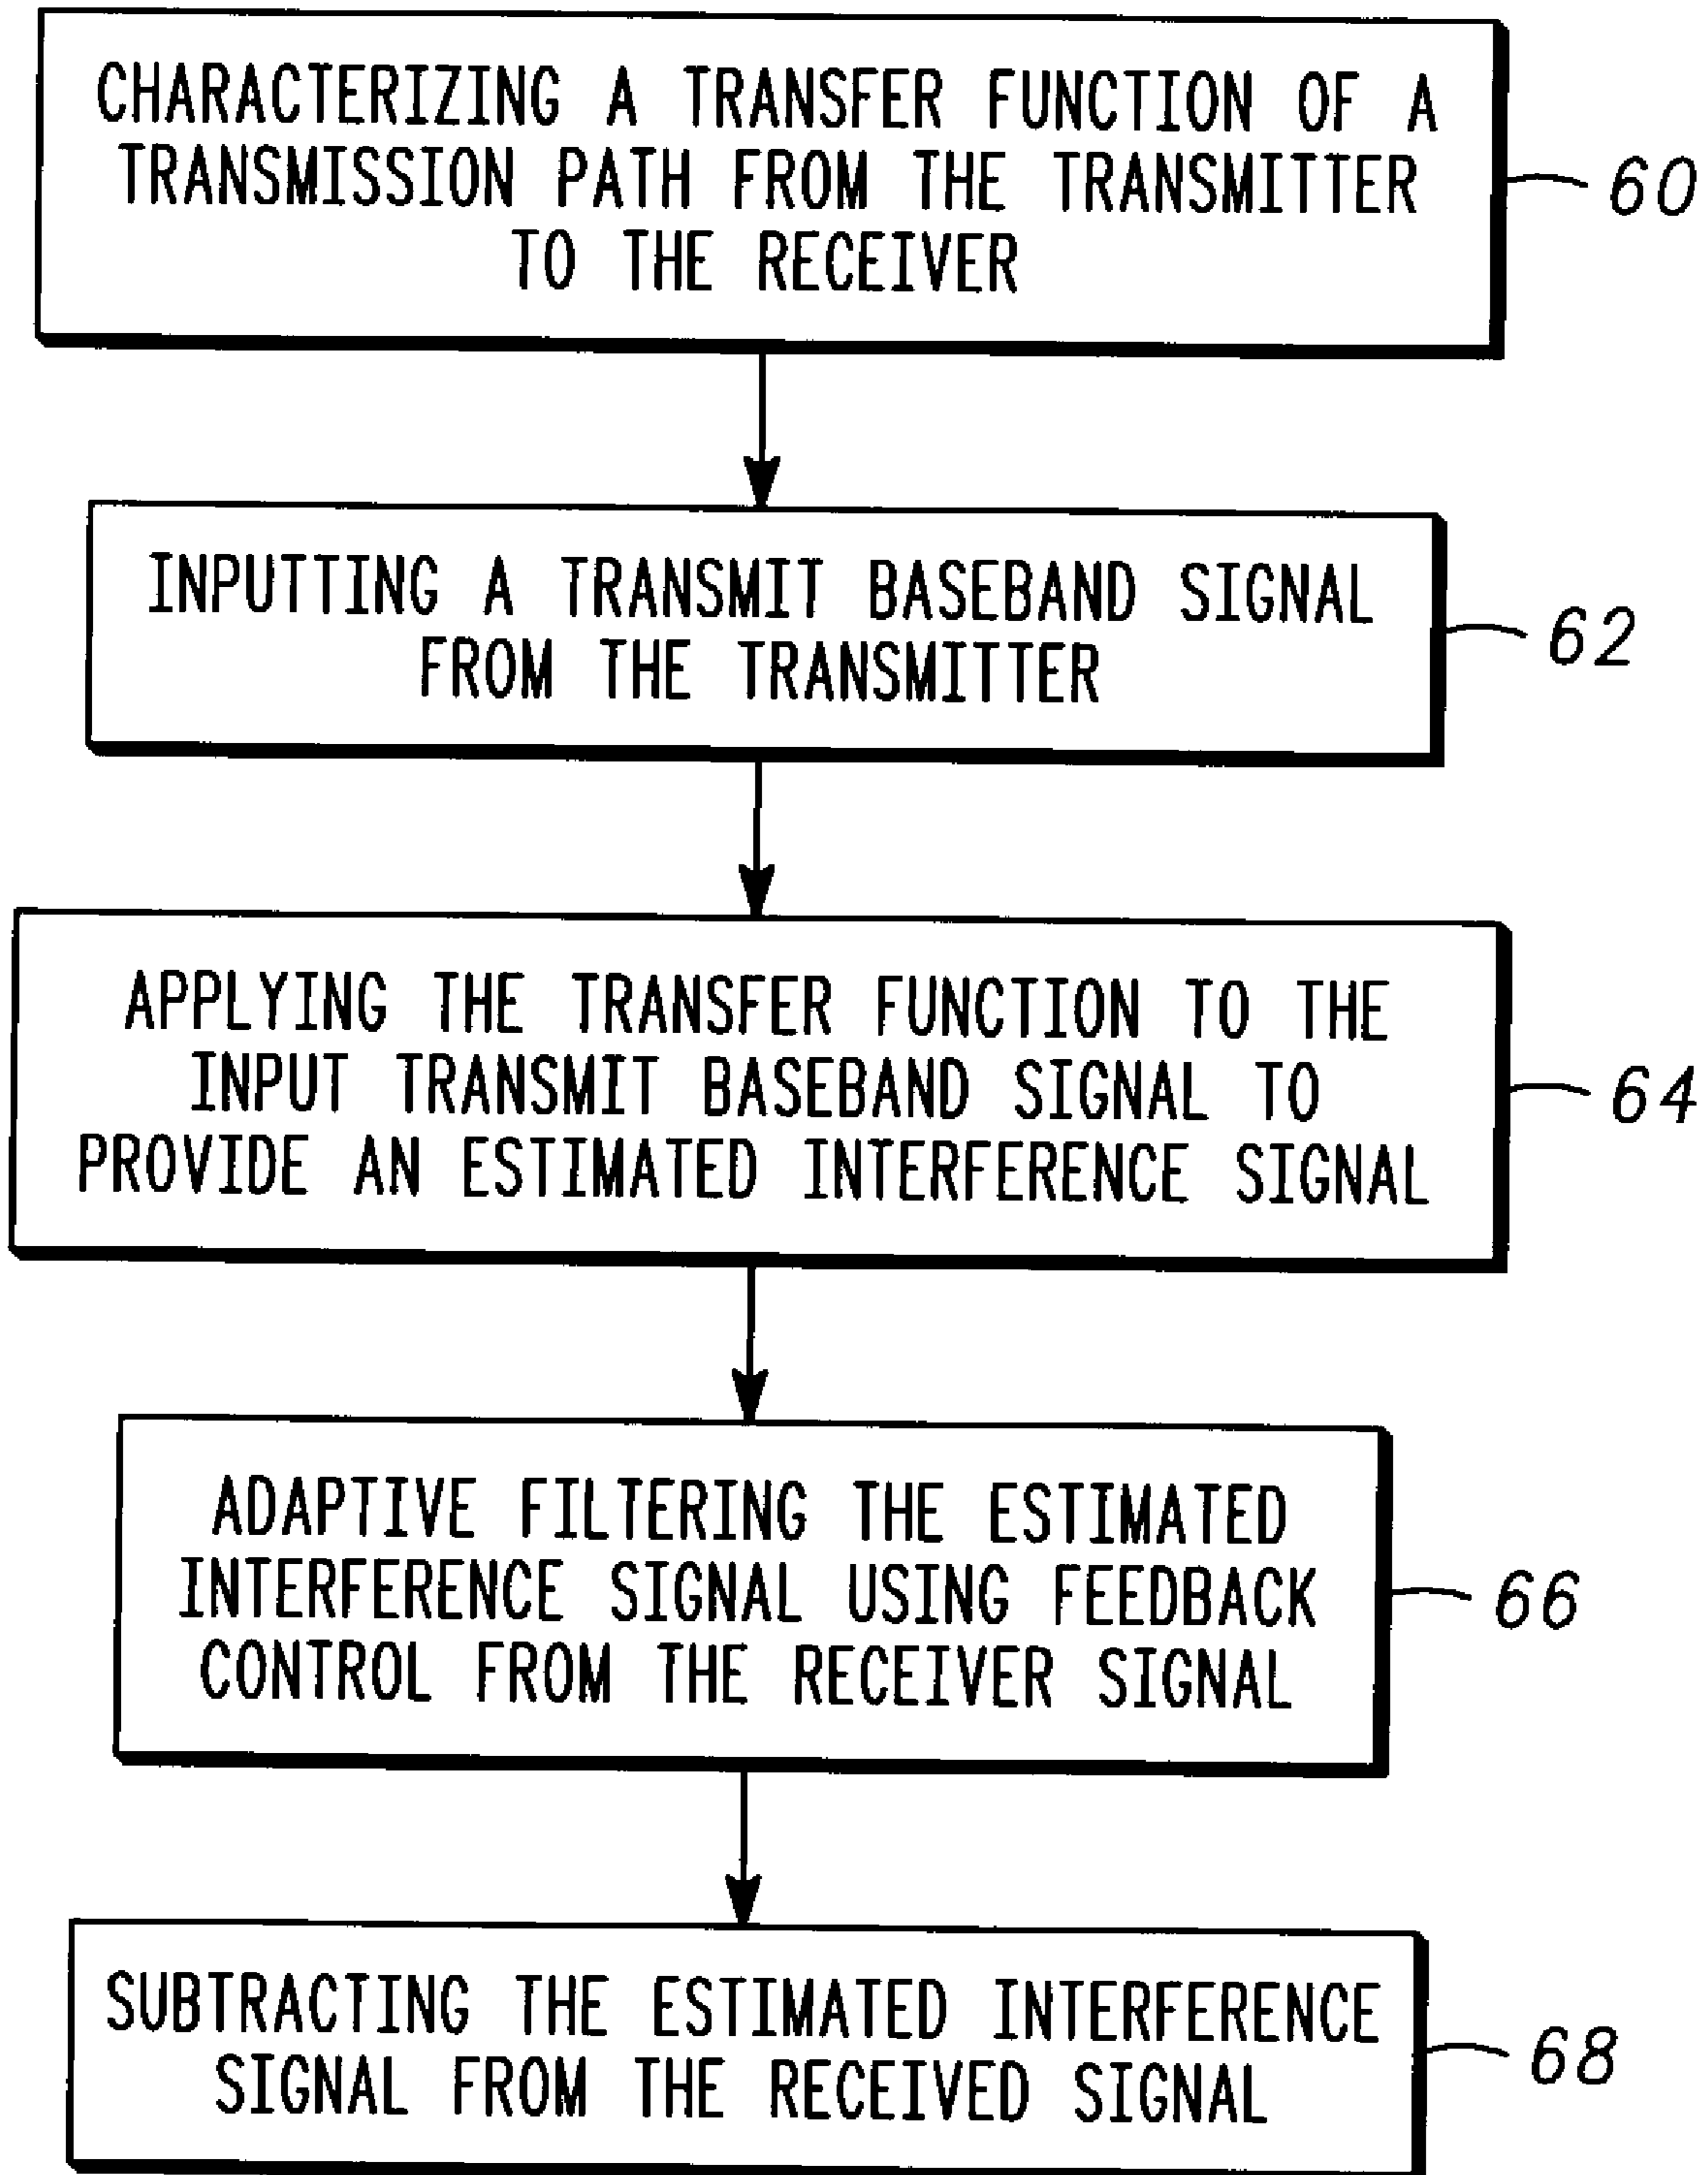 CHARACTERIZING A TRANSFER FUNCTION OF A
TRANSMISSION PATH FROM THE TRANSMITTER
TO THE RECEIVER
60
INPUTTING A TRANSMIT BASEBAND SIGNAL
FROM THE TRANSMITTER
62
APPLYING THE TRANSFER FUNCTION TO THE
INPUT TRANSMIT BASEBAND SIGNAL TO
PROVIDE AN ESTIMATED INTERFERENCE SIGNAL
64
ADAPTIVE FILTERING THE ESTIMATED
INTERFERENCE SIGNAL USING FEEDBACK
CONTROL FROM THE RECEIVER SIGNAL
66
SUBTRACTING THE ESTIMATED INTERFERENCE
SIGNAL FROM THE RECEIVED SIGNAL
68